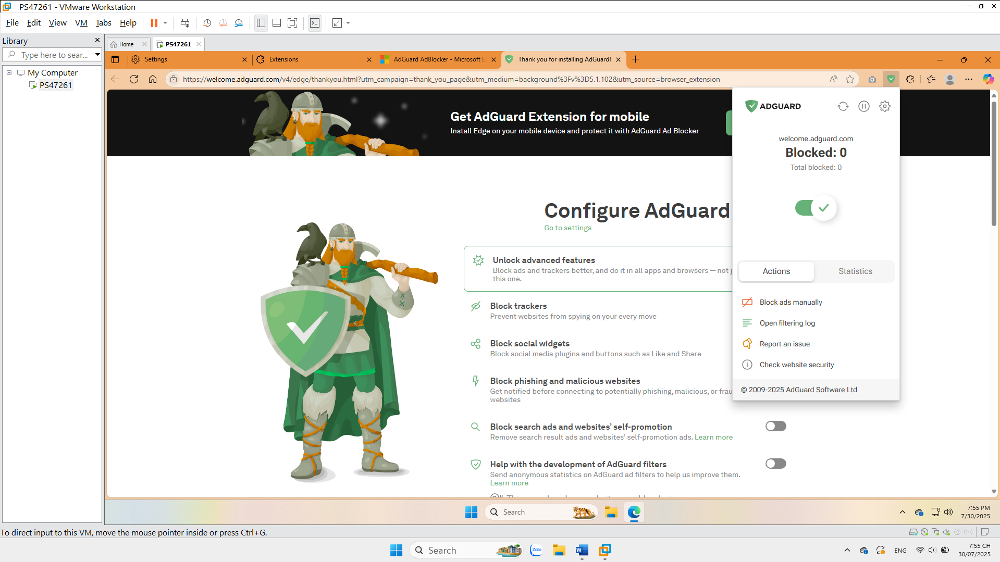 PS47261 - VMware Workstation
File Edit View VM Tabs Help
Library
Type here to sear...
My Computer
PS47261
Home
PS47261
Settings
Extensions
AdGuard AdBlocker - Microsoft E
Thank you for installing AdGuard!
https://welcome.adguard.com/v4/edge/thankyou.html?utm_campaign=thank_you_page&utm_medium=background%3Fv%3D5.1.102&utm_source=browser_extension
Get AdGuard Extension for mobile
Install Edge on your mobile device and protect it with AdGuard Ad Blocker
Configure AdGuard
Go to settings
Unlock advanced features
Block ads and trackers better, and do it in all apps and browsers — not j
this one.
Block trackers
Prevent websites from spying on your every move
Block social widgets
Block social media plugins and buttons such as Like and Share
Block phishing and malicious websites
Get notified before connecting to potentially phishing, malicious, or frau
websites
Block search ads and websites’ self-promotion
Remove search result ads and websites’ self-promotion ads. Learn more
Help with the development of AdGuard filters
Send anonymous statistics on AdGuard ad filters to help us improve them.
Learn more
ADGUARD
welcome.adguard.com
Blocked: 0
Total blocked: 0
Actions
Statistics
Block ads manually
Open filtering log
Report an issue
Check website security
© 2009-2025 AdGuard Software Ltd
Search
7:55 PM
7/30/2025
To direct input to this VM, move the mouse pointer inside or press Ctrl+G.
Search
Zalo
ENG
7:55 CH
30/07/2025